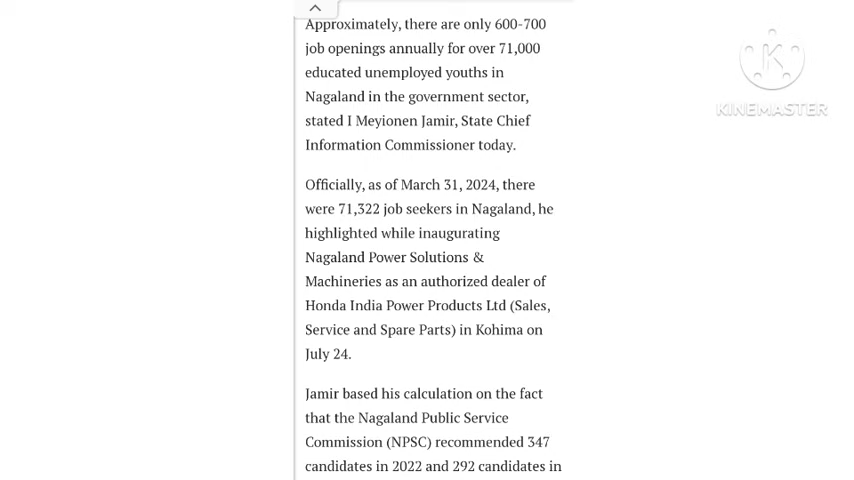 Approximately, there are only 600-700
job openings annually for over 71,000
educated unemployed youths in
Nagaland in the government sector,
stated I Meyionen Jamir, State Chief
Information Commissioner today.
Officially, as of March 31, 2024, there
were 71,322 job seekers in Nagaland, he
highlighted while inaugurating
Nagaland Power Solutions &
Machineries as an authorized dealer of
Honda India Power Products Ltd (Sales,
Service and Spare Parts) in Kohima on
July 24.
Jamir based his calculation on the fact
that the Nagaland Public Service
Commission (NPSC) recommended 347
candidates in 2022 and 292 candidates in
K
KINEMASTER